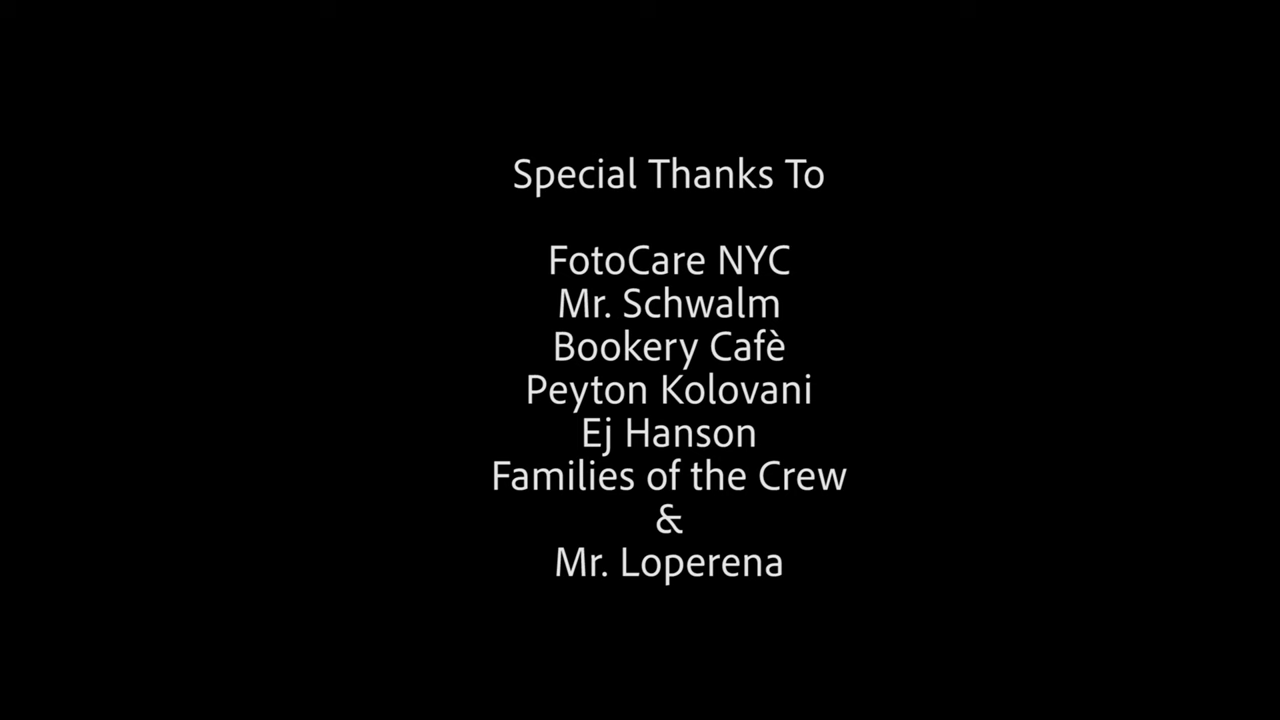 Special Thanks To
FotoCare NYC
Mr. Schwalm
Bookery Cafè
Peyton Kolovani
Ej Hanson
Families of the Crew
&
Mr. Loperena